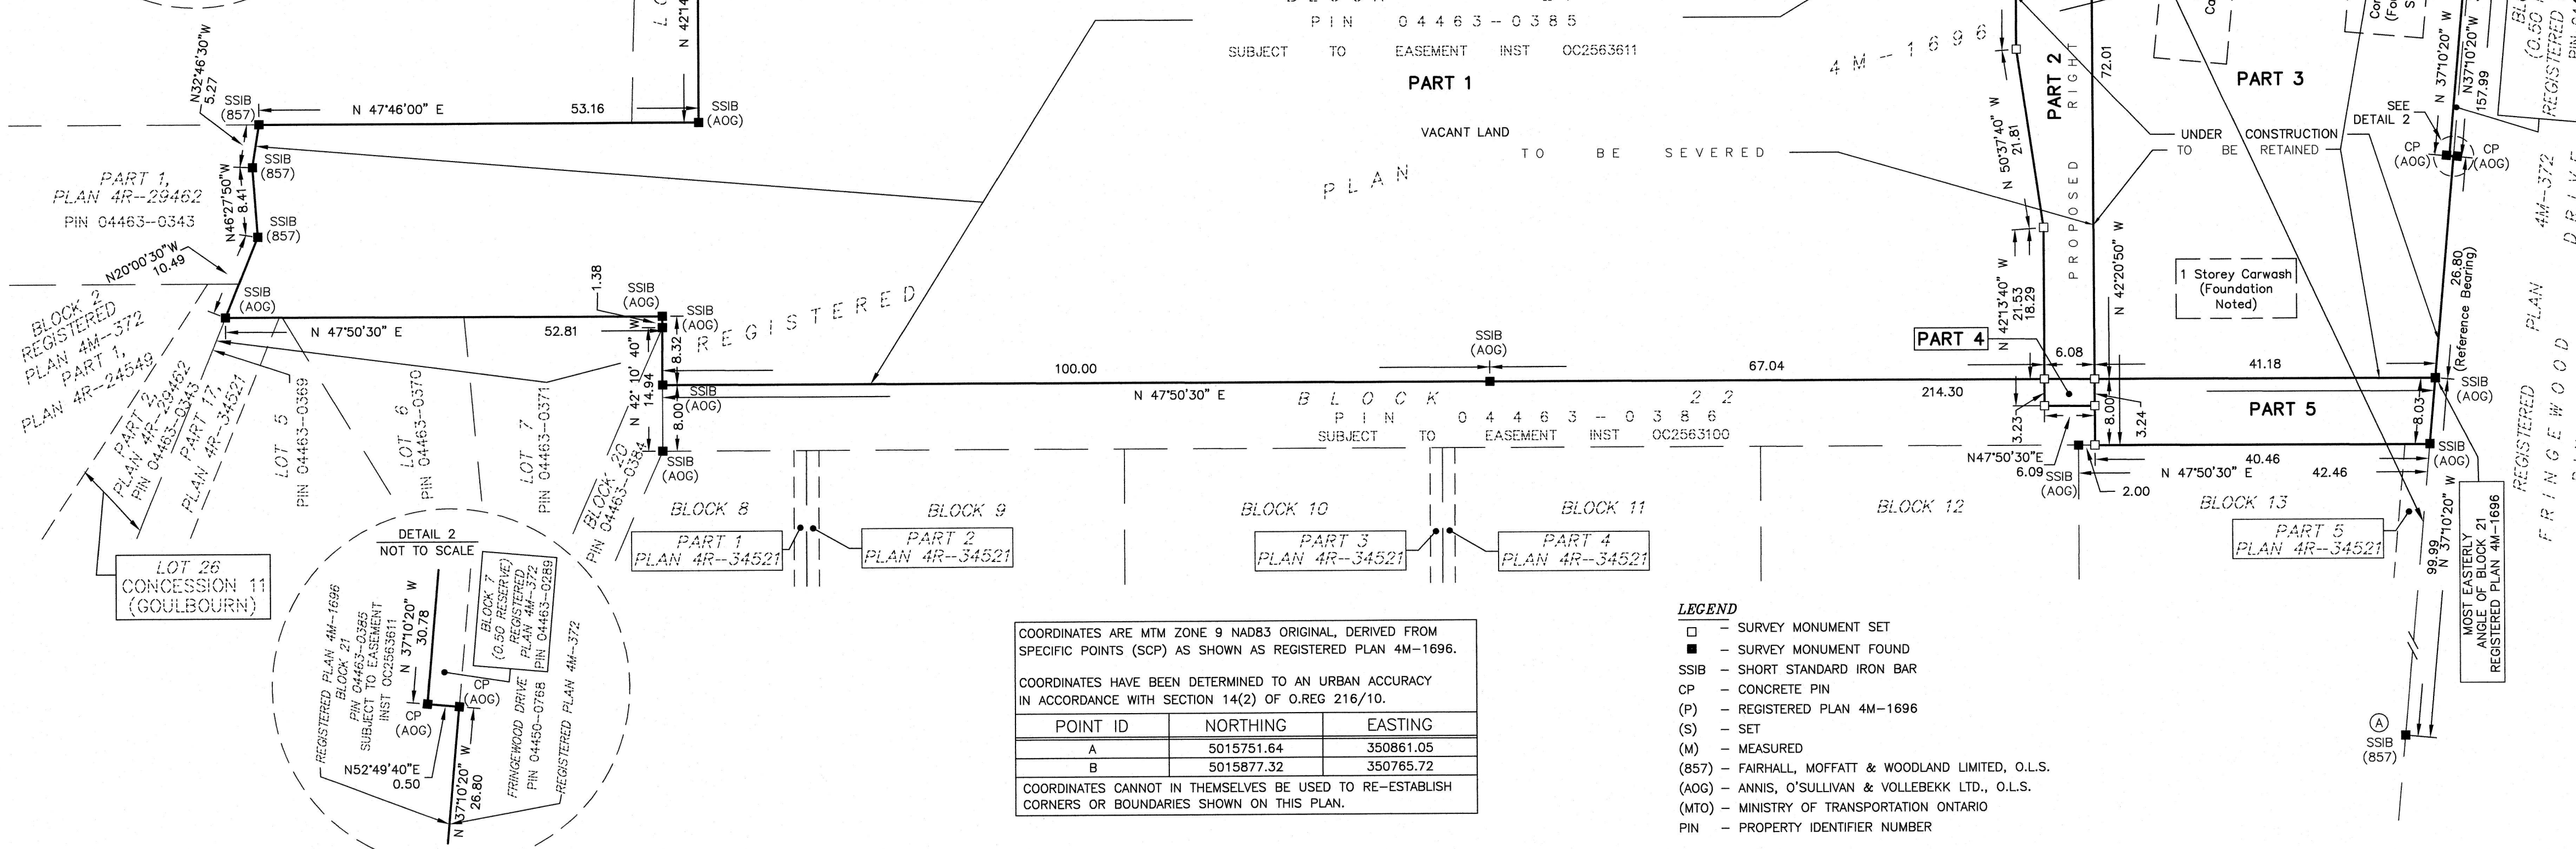 PIN 04463-0385
SUBJECT TO EASEMENT INST OC2563611
PART 1
VACANT LAND
TO BE SEVERED
PLAN
4M-1696
REGISTERED
N32°46'30"W
5.27
SSIB
(857)
N 47°46'00" E 53.16
SSIB
(AOG)
N 42°14
SSIB
(857)
N46°27'50"W
8.41
SSIB
(857)
PART 1,
PLAN 4R--29462
PIN 04463--0343
N20°00'30"W
10.49
SSIB
(AOG)
BLOCK 2
REGISTERED
PLAN 4M-372
PART 1,
PLAN 4R-24549
N 47°50'30" E 52.81
1.38
SSIB
(AOG)
SSIB
(AOG)
8.32
N 42°10'40" W
14.94
SSIB
(AOG)
8.00
SSIB
(AOG)
PART 2,
PLAN 4R-29462
PIN 04463-0343
PART 17,
PLAN 4R-34521
LOT 5
PIN 04463-0369
LOT 6
PIN 04463-0370
LOT 7
PIN 04463-0371
BLOCK 20
PIN 04463-0384
LOT 26
CONCESSION 11
(GOULBOURN)
100.00
SSIB
(AOG)
67.04
N 47°50'30" E
214.30
BLOCK 22
PIN 04463-0386
SUBJECT TO EASEMENT INST OC2563100
BLOCK 8
BLOCK 9
BLOCK 10
BLOCK 11
BLOCK 12
BLOCK 13
PART 1
PLAN 4R--34521
PART 2
PLAN 4R--34521
PART 3
PLAN 4R--34521
PART 4
PLAN 4R--34521
PART 5
PLAN 4R--34521
PART 2
PROPOSED RIGHT
72.01
N 50°37'40" W
21.81
N 42°13'40" W
21.53
18.29
N 42°20'50" W
PART 3
UNDER CONSTRUCTION
TO BE RETAINED
1 Storey Carwash
(Foundation
Noted)
PART 4
6.08
41.18
3.23
8.00
3.24
PART 5
8.03
N47°50'30"E
6.09
SSIB
(AOG)
2.00
40.46
N 47°50'30" E 42.46
SSIB
(AOG)
SSIB
(AOG)
SEE
DETAIL 2
CP
(AOG)
CP
(AOG)
N 37°10'20" W
N37°10'20"W
157.99
26.80
(Reference Bearing)
(0.50
REGISTERED
REGISTERED PLAN 4M-372
FRINGEWOOD DRIVE
99.99
N 37°10'20" W
MOST EASTERLY
ANGLE OF BLOCK 21
REGISTERED PLAN 4M-1696
A
SSIB
(857)
DETAIL 2
NOT TO SCALE
REGISTERED PLAN 4M-1696
BLOCK 21
PIN 04463-0385
SUBJECT TO EASEMENT
INST OC2563611
N 37°10'20" W
30.78
BLOCK 7
(0.50 RESERVE)
REGISTERED
PLAN 4M-372
PIN 04463-0289
CP
(AOG)
CP
(AOG)
N52°49'40"E
0.50
N 37°10'20" W
26.80
FRINGEWOOD DRIVE
PIN 04450-0768
REGISTERED PLAN 4M-372
COORDINATES ARE MTM ZONE 9 NAD83 ORIGINAL, DERIVED FROM
SPECIFIC POINTS (SCP) AS SHOWN AS REGISTERED PLAN 4M-1696.
COORDINATES HAVE BEEN DETERMINED TO AN URBAN ACCURACY
IN ACCORDANCE WITH SECTION 14(2) OF O.REG 216/10.
POINT ID NORTHING EASTING
A 5015751.64 350861.05
B 5015877.32 350765.72
COORDINATES CANNOT IN THEMSELVES BE USED TO RE-ESTABLISH
CORNERS OR BOUNDARIES SHOWN ON THIS PLAN.
LEGEND
□ – SURVEY MONUMENT SET
■ – SURVEY MONUMENT FOUND
SSIB – SHORT STANDARD IRON BAR
CP – CONCRETE PIN
(P) – REGISTERED PLAN 4M-1696
(S) – SET
(M) – MEASURED
(857) – FAIRHALL, MOFFATT & WOODLAND LIMITED, O.L.S.
(AOG) – ANNIS, O'SULLIVAN & VOLLEBEKK LTD., O.L.S.
(MTO) – MINISTRY OF TRANSPORTATION ONTARIO
PIN – PROPERTY IDENTIFIER NUMBER